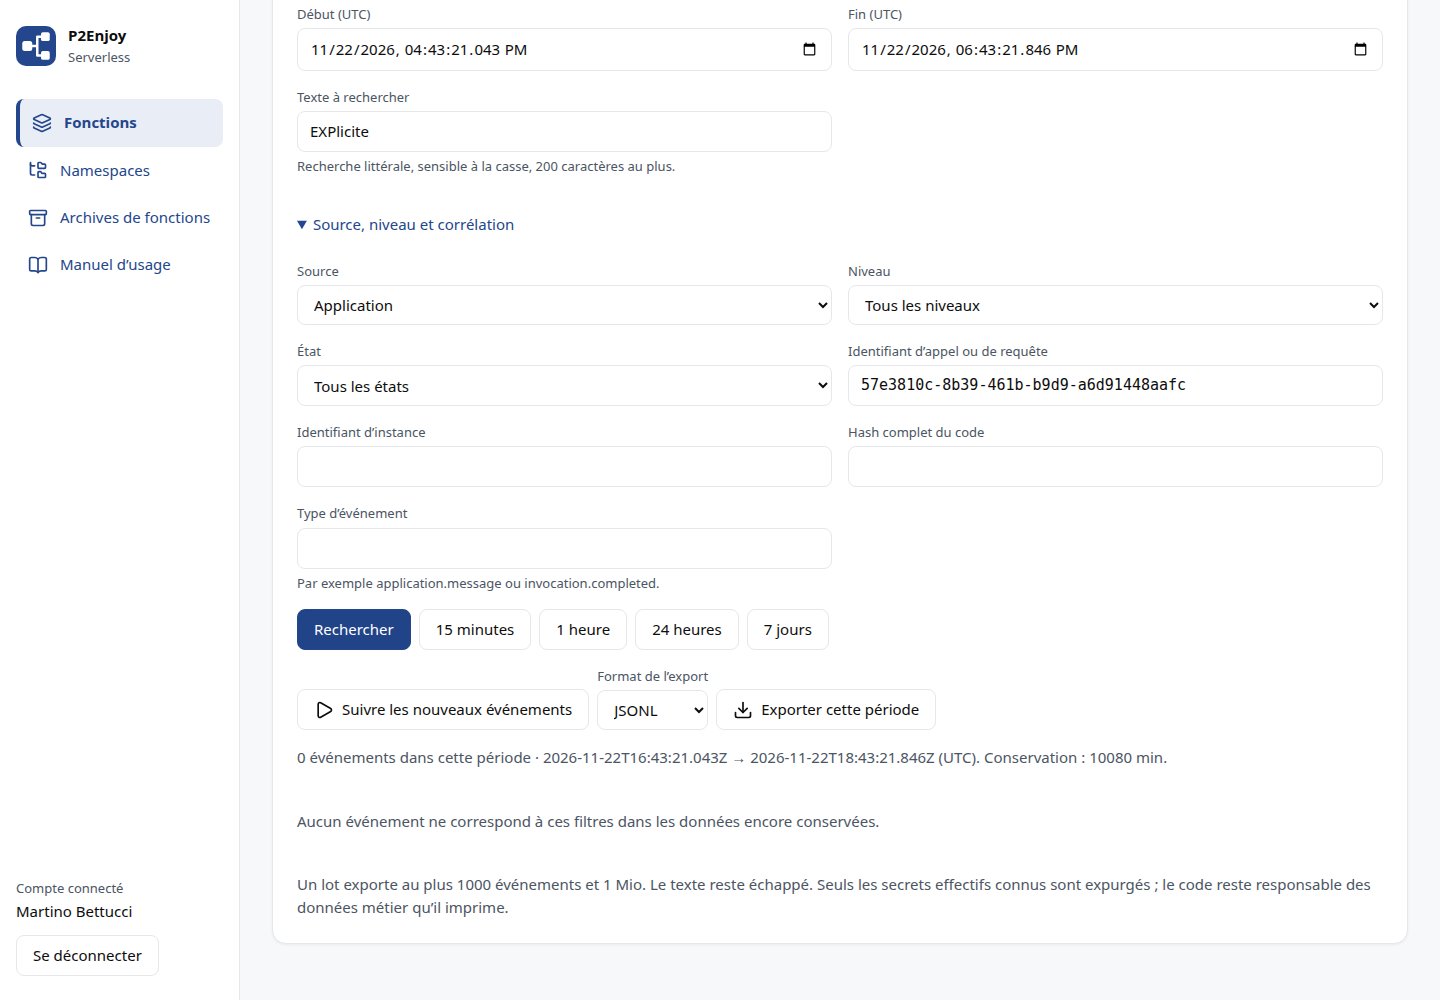 P2Enjoy
Serverless
Fonctions
Namespaces
Archives de fonctions
Manuel d’usage
Compte connecté
Martino Bettucci
Se déconnecter
Début (UTC)
11/22/2026, 04:43:21.043 PM
Fin (UTC)
11/22/2026, 06:43:21.846 PM
Texte à rechercher
EXPlicite
Recherche littérale, sensible à la casse, 200 caractères au plus.
▼ Source, niveau et corrélation
Source
Application
Niveau
Tous les niveaux
État
Tous les états
Identifiant d’appel ou de requête
57e3810c-8b39-461b-b9d9-a6d91448aafc
Identifiant d’instance
Hash complet du code
Type d’événement
Par exemple application.message ou invocation.completed.
Rechercher
15 minutes
1 heure
24 heures
7 jours
Suivre les nouveaux événements
Format de l’export
JSONL
Exporter cette période
0 événements dans cette période · 2026-11-22T16:43:21.043Z → 2026-11-22T18:43:21.846Z (UTC). Conservation : 10080 min.
Aucun événement ne correspond à ces filtres dans les données encore conservées.
Un lot exporte au plus 1000 événements et 1 Mio. Le texte reste échappé. Seuls les secrets effectifs connus sont expurgés ; le code reste responsable des
données métier qu’il imprime.